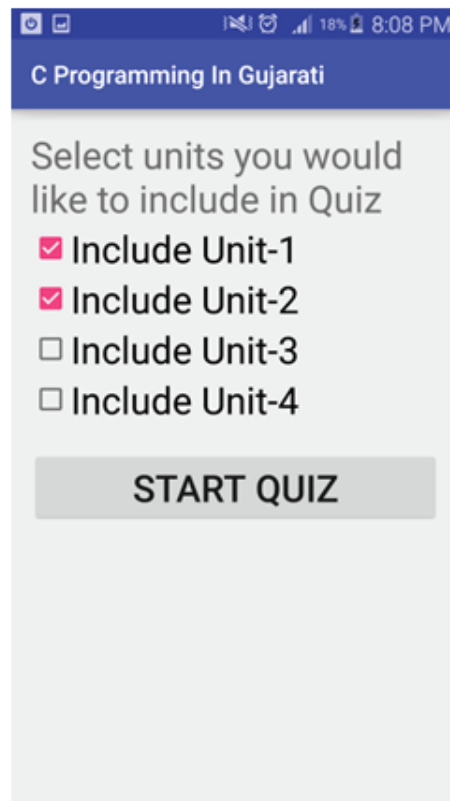 18% 8:08 PM
C Programming In Gujarati
Select units you would
like to include in Quiz
Include Unit-1
Include Unit-2
Include Unit-3
Include Unit-4
START QUIZ